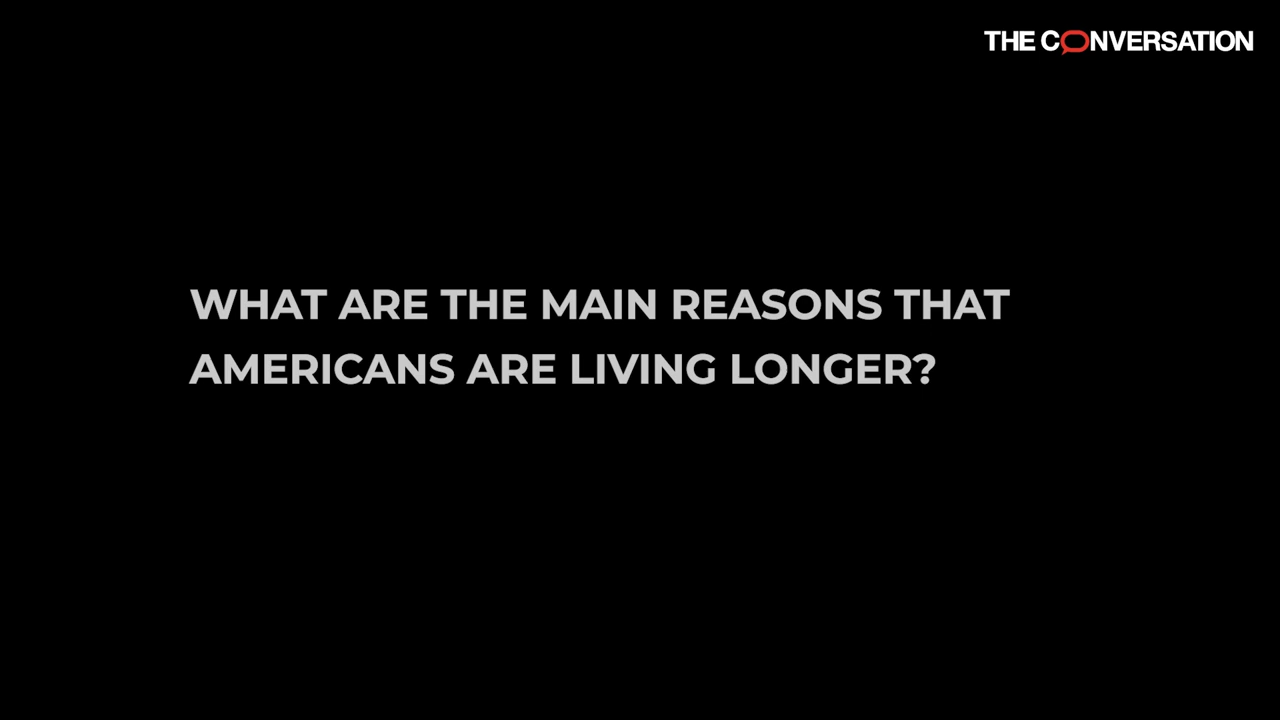 THE CONVERSATION
WHAT ARE THE MAIN REASONS THAT
AMERICANS ARE LIVING LONGER?